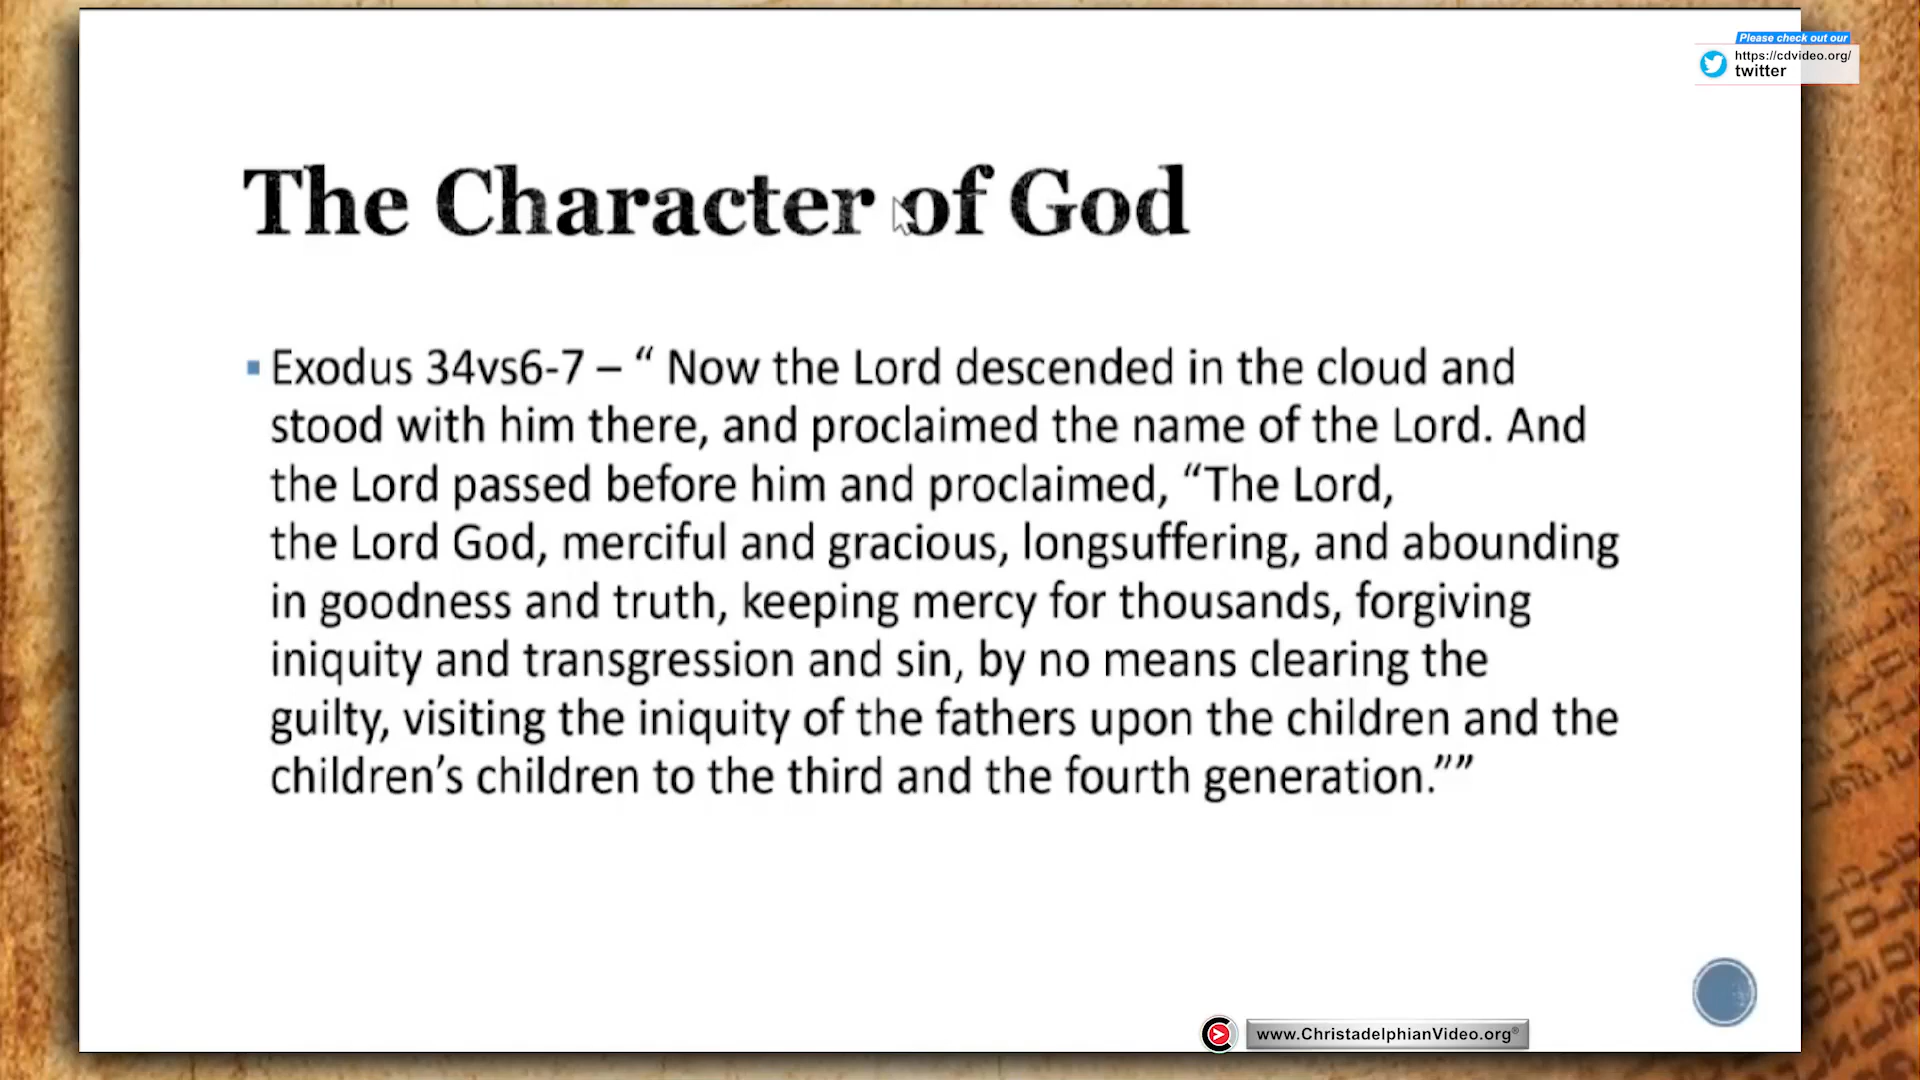 Please check out our
https://cdvideo.org/
twitter
The Character of God
▪ Exodus 34vs6-7 – “ Now the Lord descended in the cloud and
stood with him there, and proclaimed the name of the Lord. And
the Lord passed before him and proclaimed, “The Lord,
the Lord God, merciful and gracious, longsuffering, and abounding
in goodness and truth, keeping mercy for thousands, forgiving
iniquity and transgression and sin, by no means clearing the
guilty, visiting the iniquity of the fathers upon the children and the
children’s children to the third and the fourth generation.””
www.ChristadelphianVideo.org®